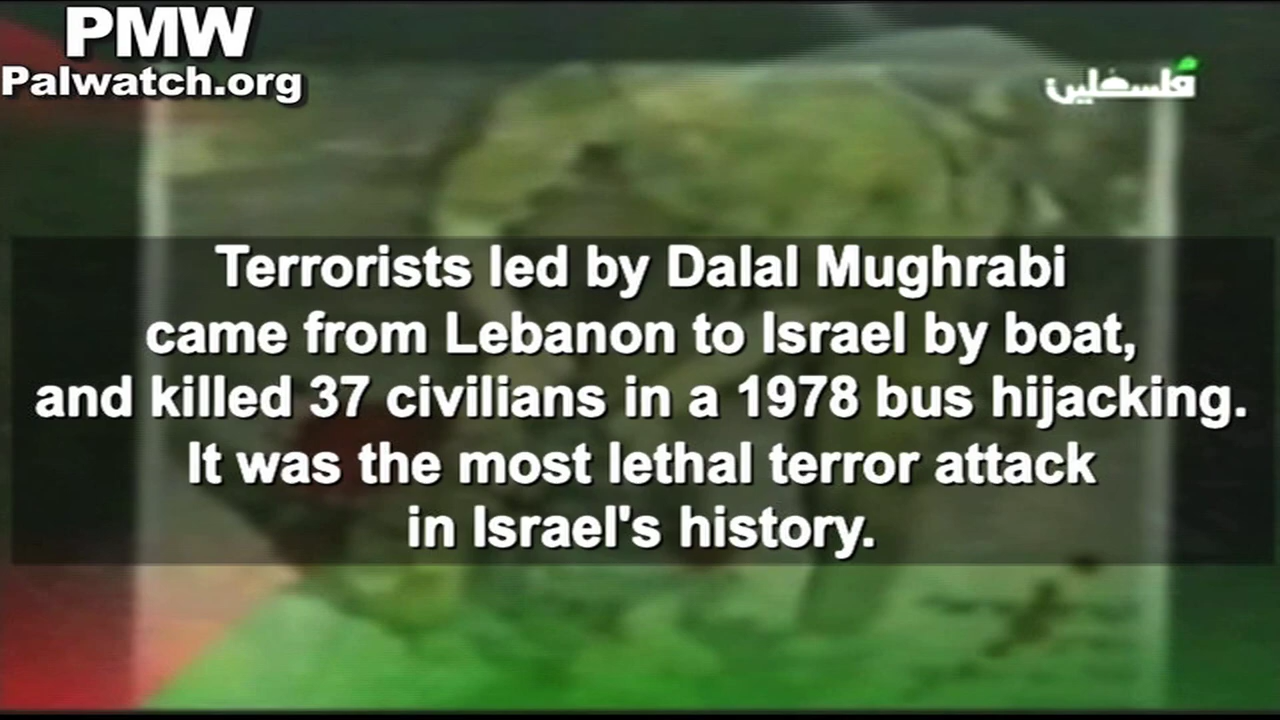 PMW
Palwatch.org
فلسطين
Terrorists led by Dalal Mughrabi
came from Lebanon to Israel by boat,
and killed 37 civilians in a 1978 bus hijacking.
It was the most lethal terror attack
in Israel's history.